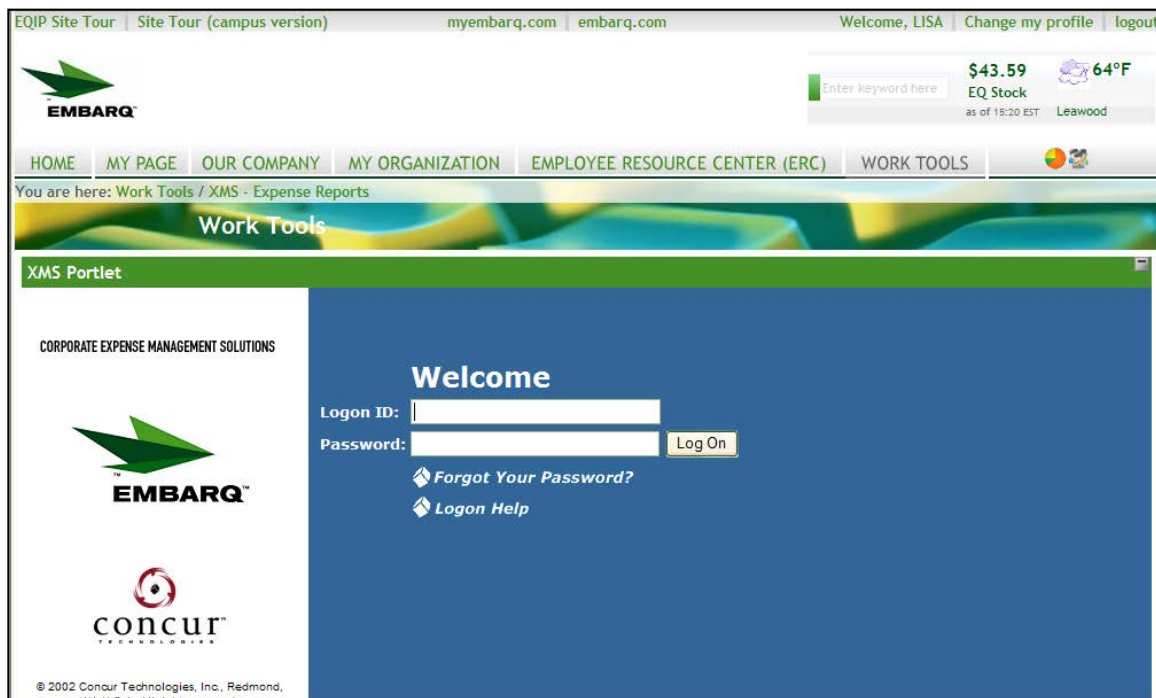 EQIP Site Tour Site Tour (campus version) myembarq.com embarq.com Welcome, LISA Change my profile logout
EMBARQ™
Enter keyword here
$43.59
EQ Stock
as of 15:20 EST
64°F
Leawood
HOME MY PAGE OUR COMPANY MY ORGANIZATION EMPLOYEE RESOURCE CENTER (ERC) WORK TOOLS
You are here: Work Tools / XMS - Expense Reports
Work Tools
XMS Portlet
CORPORATE EXPENSE MANAGEMENT SOLUTIONS
EMBARQ™
concur™
TECHNOLOGIES
© 2002 Concur Technologies, Inc., Redmond,
Welcome
Logon ID:
Password: Log On
Forgot Your Password?
Logon Help